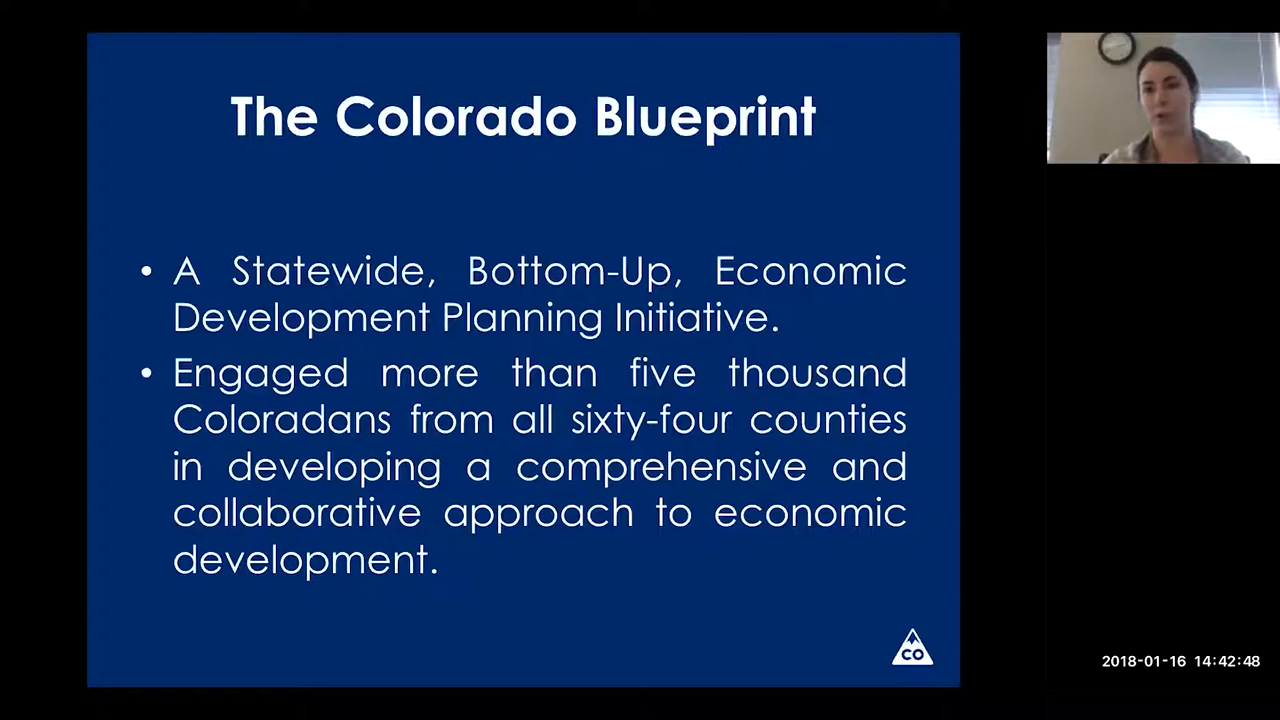 The Colorado Blueprint
• A Statewide, Bottom-Up, Economic
Development Planning Initiative.
• Engaged more than five thousand
Coloradans from all sixty-four counties
in developing a comprehensive and
collaborative approach to economic
development.
CO
2018-01-16 14:42:48